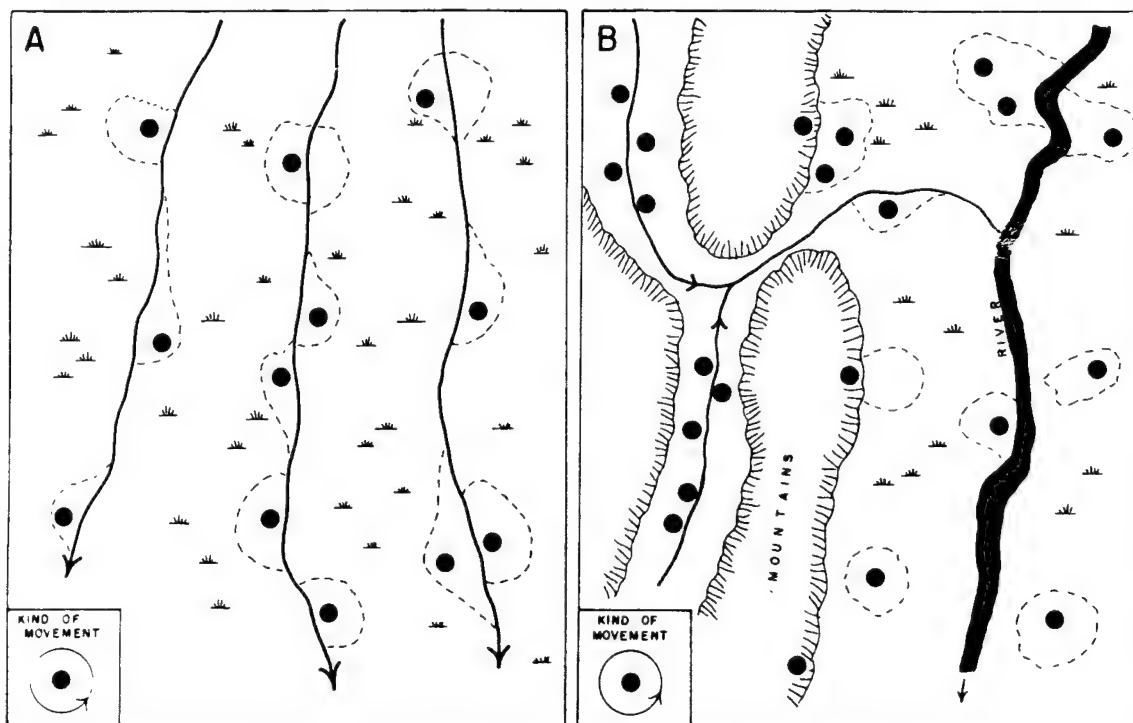 A
KIND OF
MOVEMENT
B
RIVER
MOUNTAINS
KIND OF
MOVEMENT